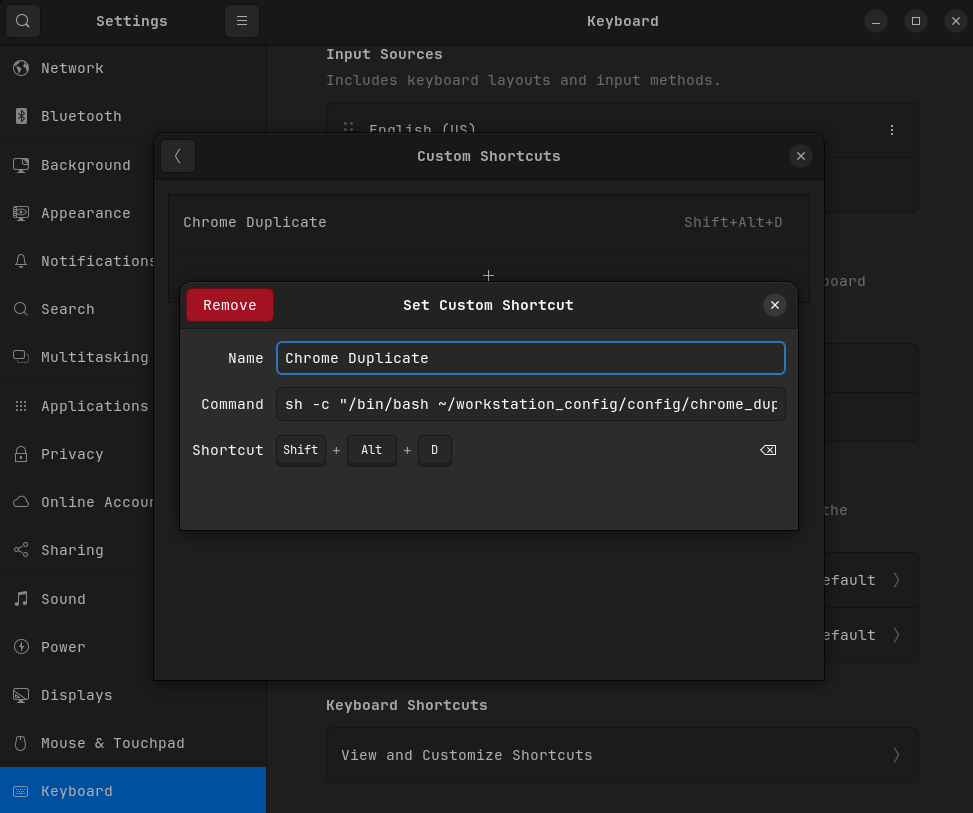 Settings
Keyboard
Network
Bluetooth
Background
Appearance
Notifications
Search
Multitasking
Applications
Privacy
Online Accour
Sharing
Sound
Power
Displays
Mouse & Touchpad
Keyboard
Input Sources
Includes keyboard layouts and input methods.
English (US)
Custom Shortcuts
Chrome Duplicate Shift+Alt+D
+
Remove
Set Custom Shortcut
Name Chrome Duplicate
Command sh -c "/bin/bash ~/workstation_config/config/chrome_dup
Shortcut Shift + Alt + D
board
the
efault
efault
Keyboard Shortcuts
View and Customize Shortcuts